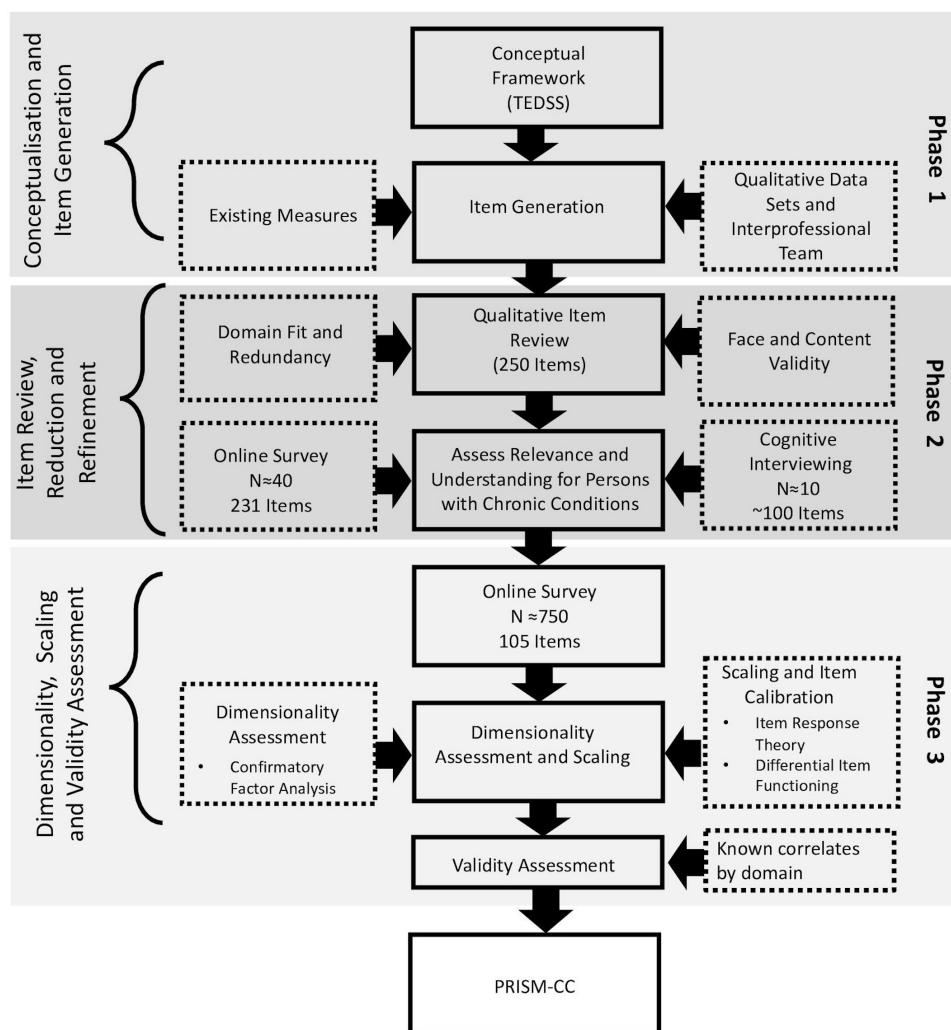 Conceptualisation and
Item Generation
Conceptual
Framework
(TEDSS)
Phase 1
Existing Measures
Item Generation
Qualitative Data
Sets and
Interprofessional
Team
Item Review,
Reduction and
Refinement
Domain Fit and
Redundancy
Qualitative Item
Review
(250 Items)
Face and Content
Validity
Phase 2
Online Survey
N≈40
231 Items
Assess Relevance and
Understanding for Persons
with Chronic Conditions
Cognitive
Interviewing
N≈10
~100 Items
Dimensionality, Scaling
and Validity Assessment
Online Survey
N ≈750
105 Items
Phase 3
Dimensionality
Assessment
• Confirmatory
Factor Analysis
Dimensionality
Assessment and Scaling
Scaling and Item
Calibration
• Item Response
Theory
• Differential Item
Functioning
Validity Assessment
Known correlates
by domain
PRISM-CC